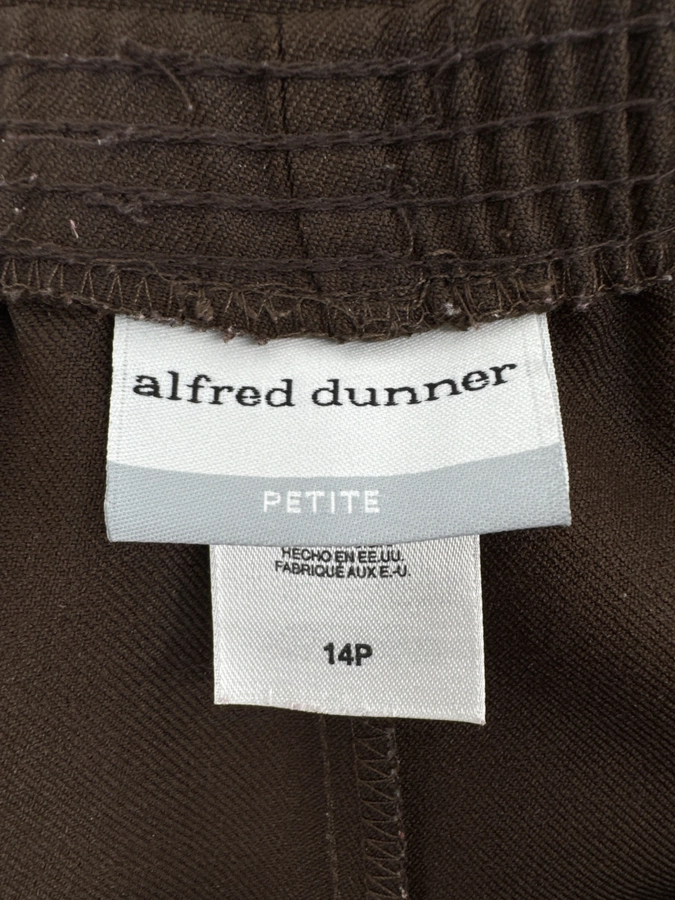 alfred dunner
PETITE
HECHO EN EE.UU.
FABRIQUÉ AUX E.-U.
14P